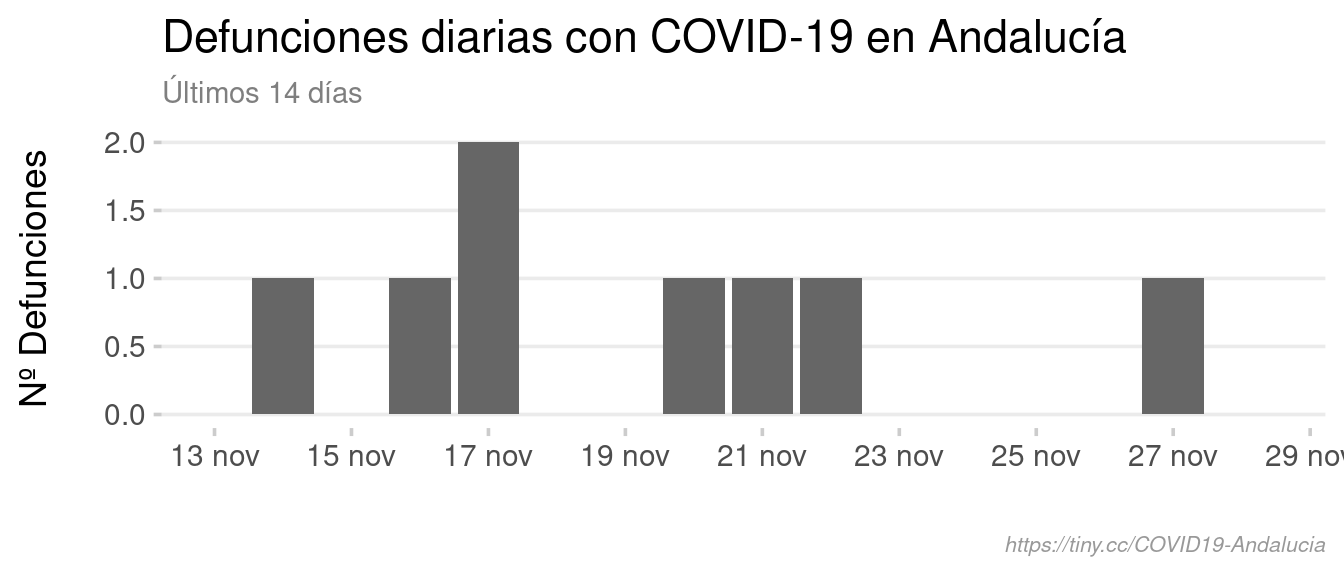 Defunciones diarias con COVID-19 en Andalucía
Últimos 14 días
Nº Defunciones
2.0
1.5
1.0
0.5
0.0
13 nov 15 nov 17 nov 19 nov 21 nov 23 nov 25 nov 27 nov 29 nov
https://tiny.cc/COVID19-Andalucia